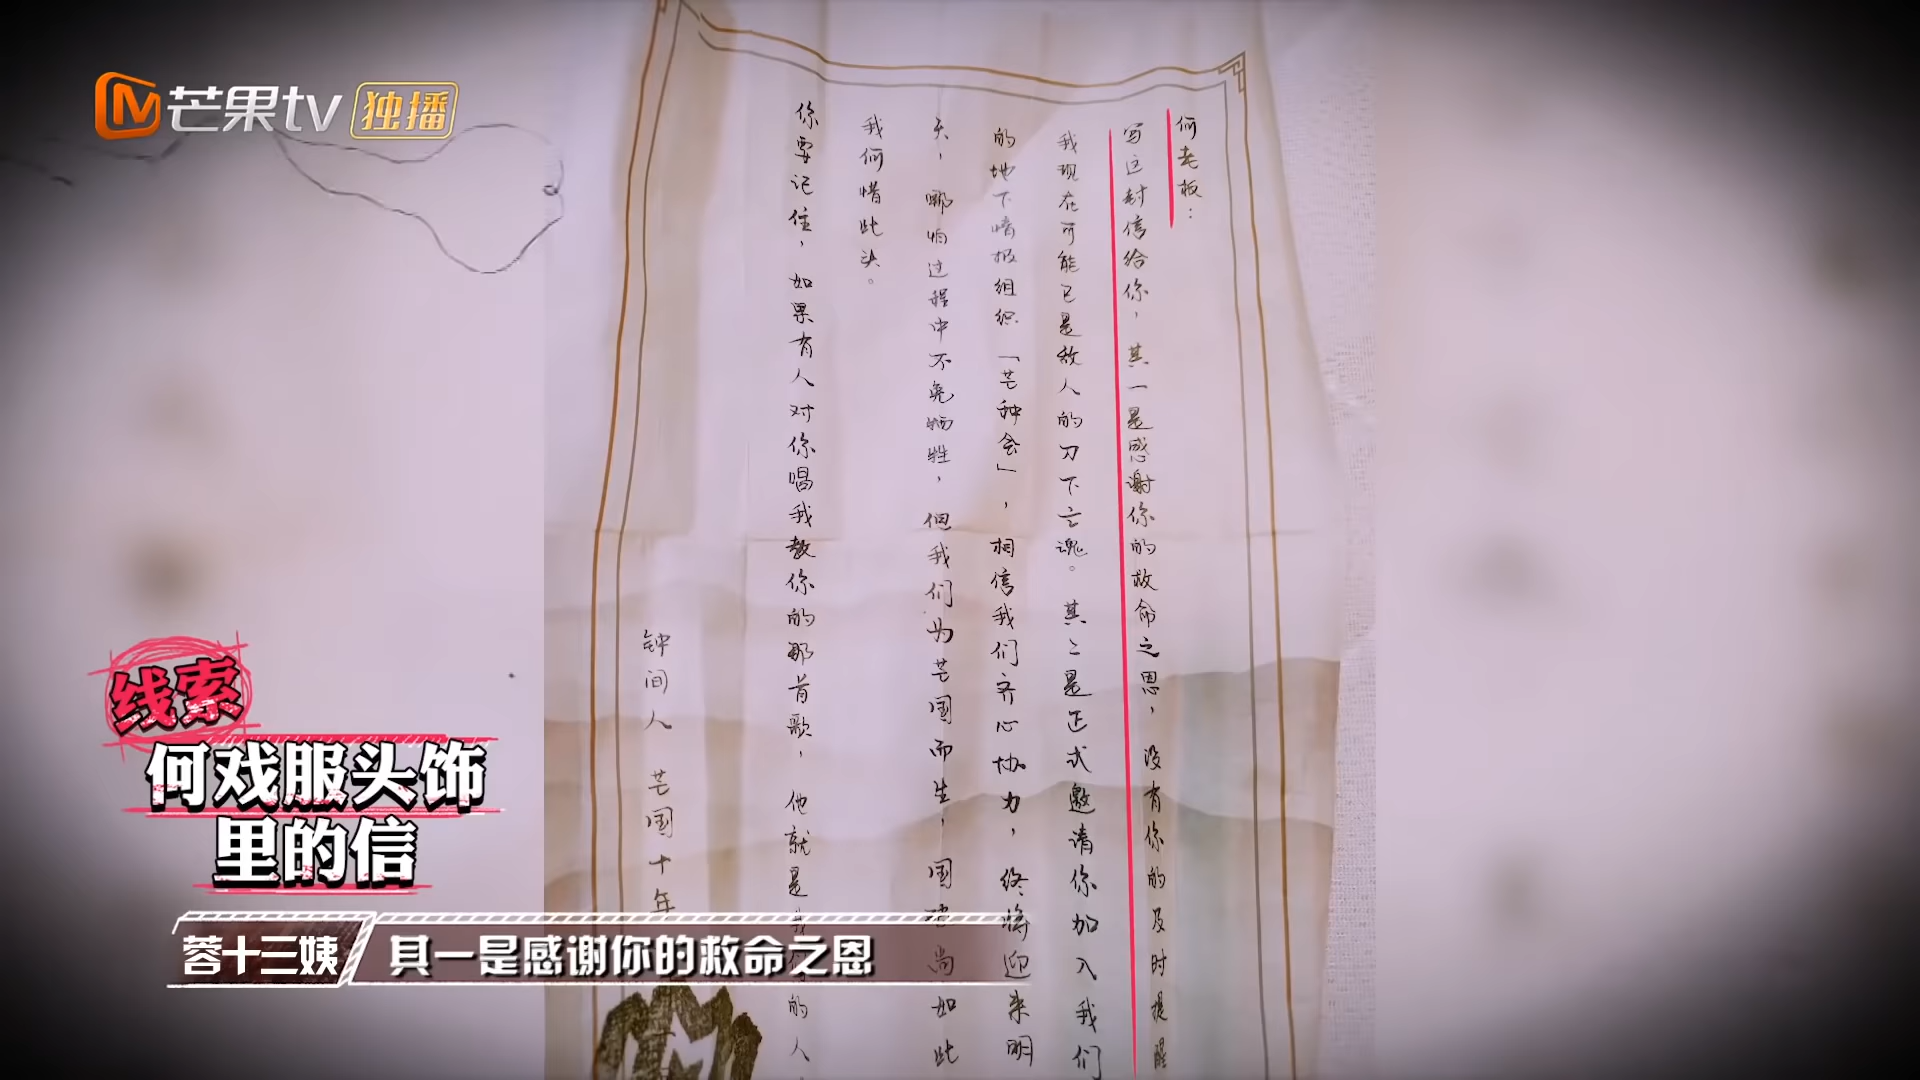 芒果tv 独播
何老板：
写这封信给你，其一是感谢你的救命之恩，没有你的及时提醒
我现在可能已是敌人的刀下亡魂。其二是正式邀请你加入我们
的地下情报组织「芒种会」，相信我们齐心协力，终将迎来明
天，哪怕过程中不免牺牲，但我们为芒国而生，国 尚如此
我何惜此头。
你要记住，如果有人对你唱我教你的那首歌，他就是我们的人，
钟间人 芒国十年
线索
何戏服头饰
里的信
蓉十三姨 其一是感谢你的救命之恩